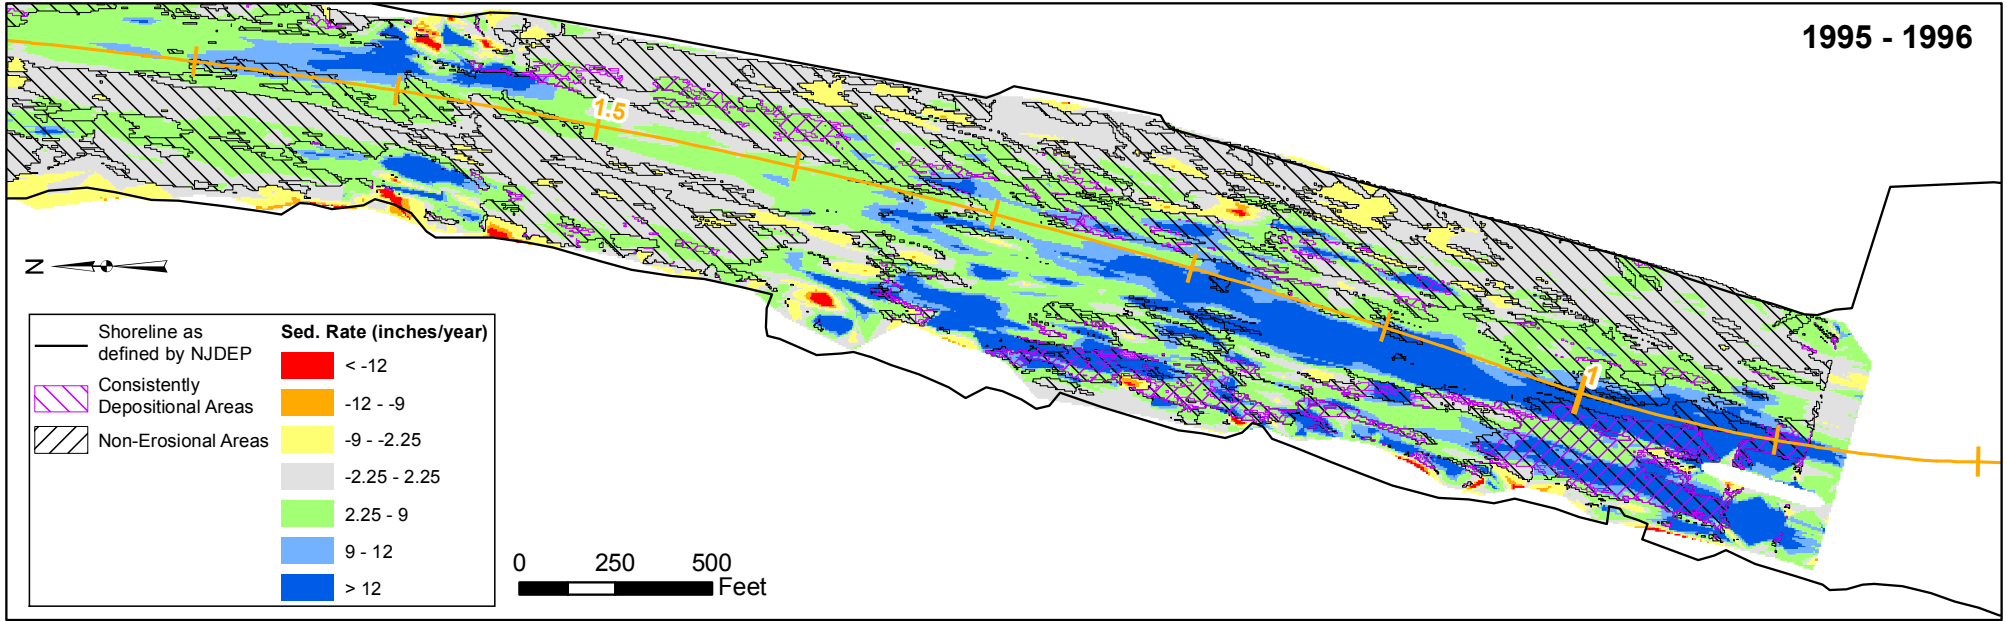 1995 - 1996
1.5
1
N
Shoreline as
defined by NJDEP
Consistently
Depositional Areas
Non-Erosional Areas
Sed. Rate (inches/year)
< -12
-12 - -9
-9 - -2.25
-2.25 - 2.25
2.25 - 9
9 - 12
> 12
0 250 500
Feet